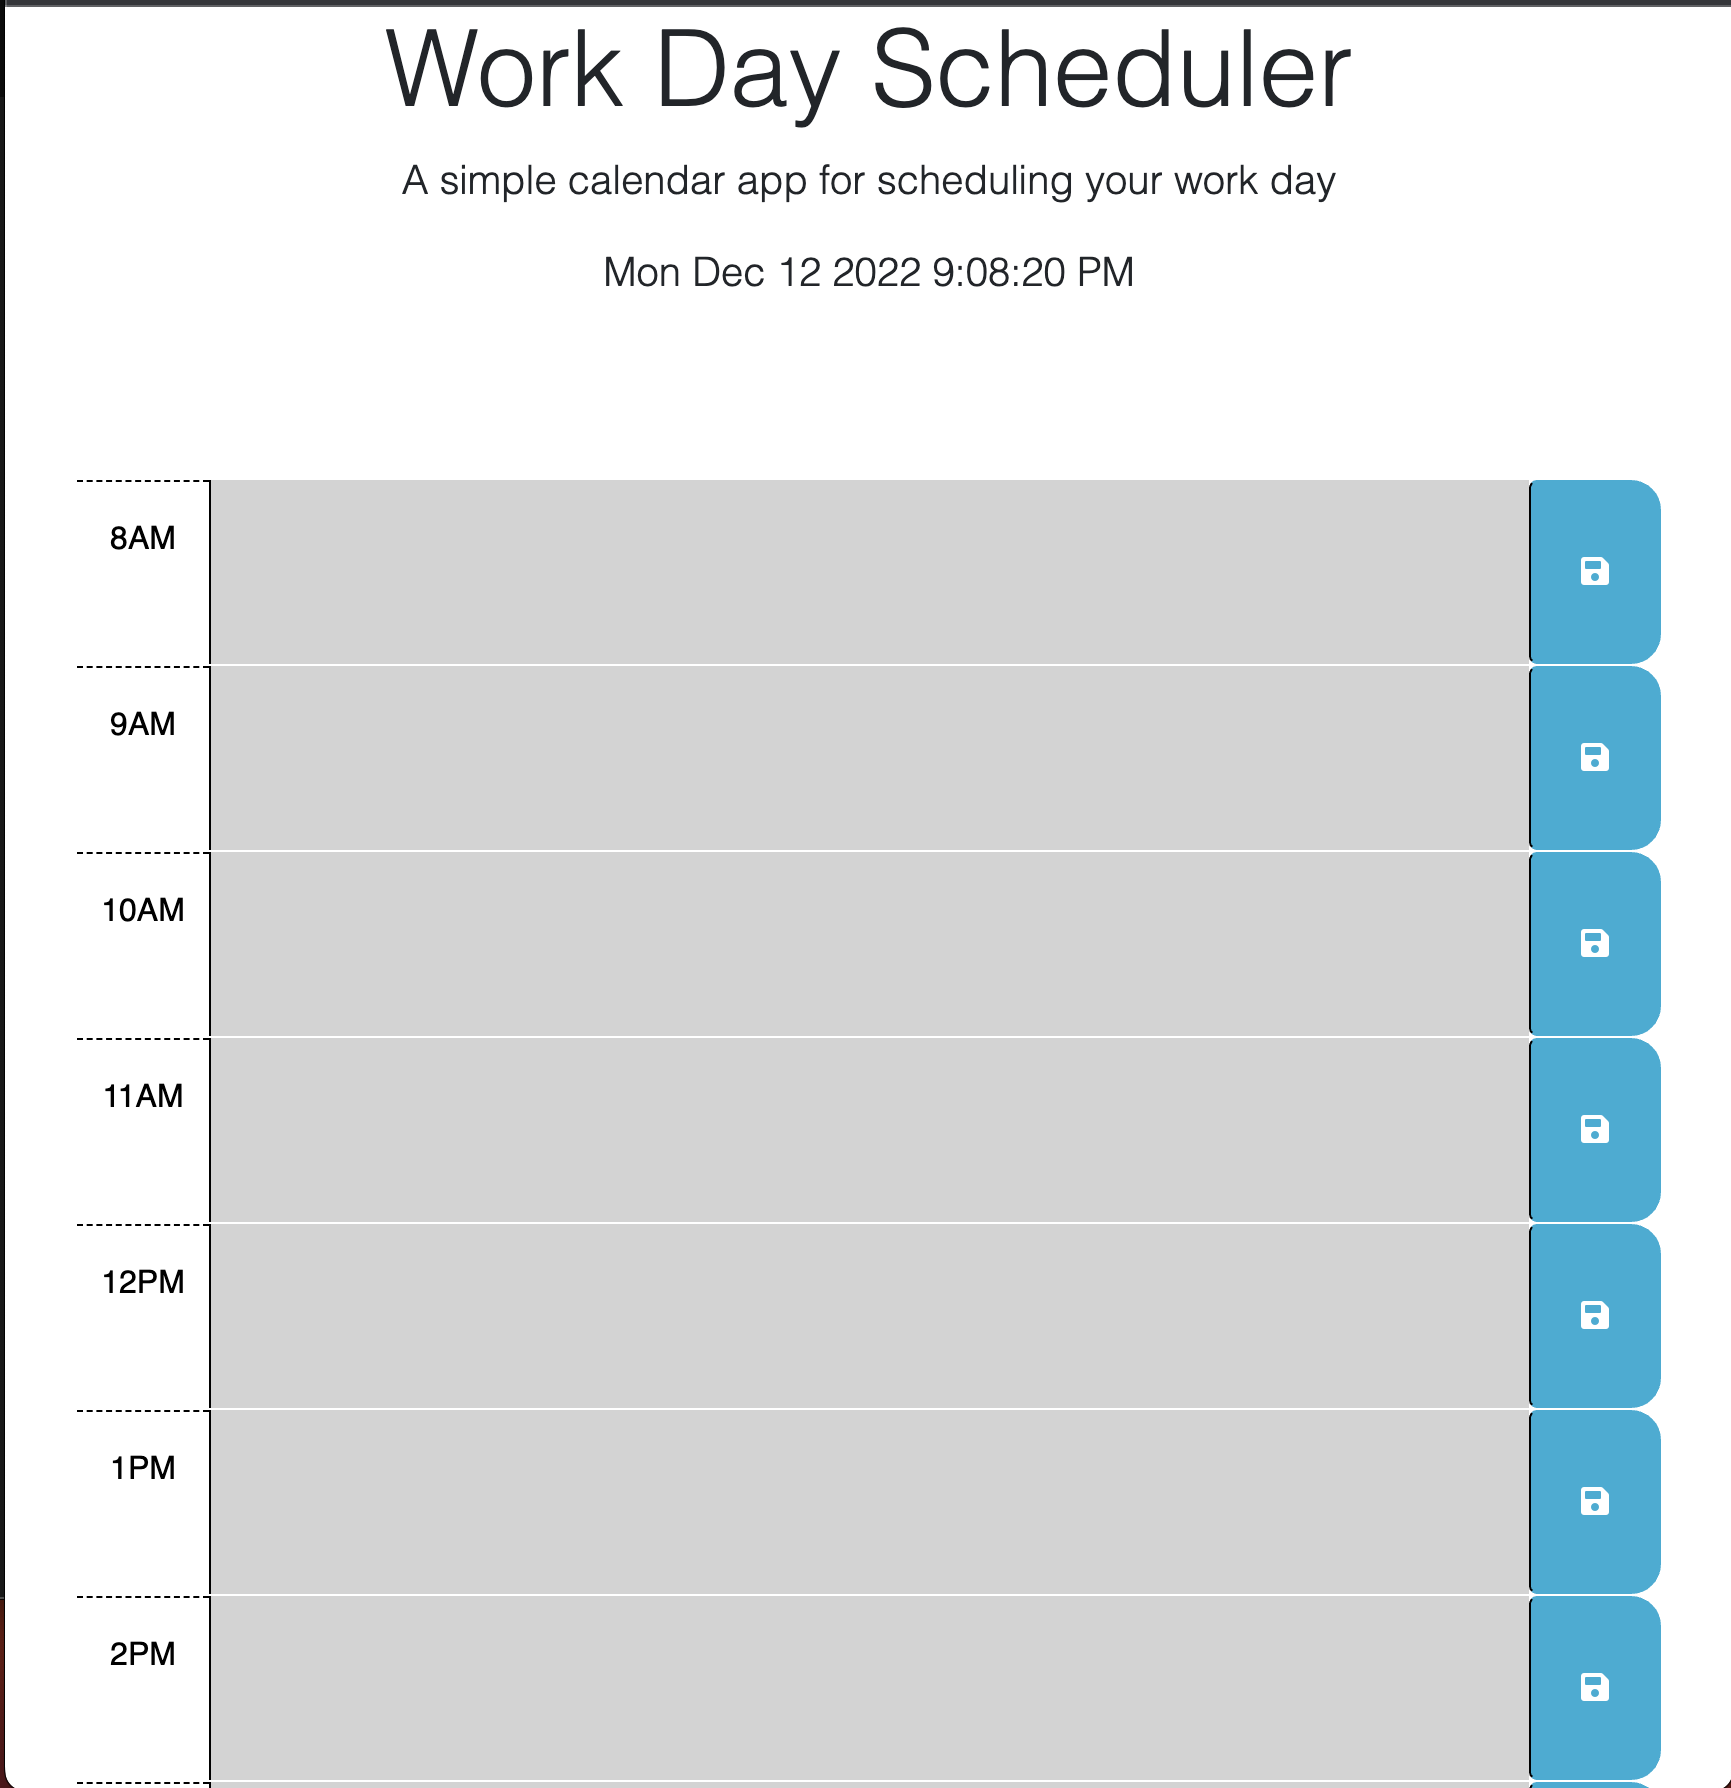 Work Day Scheduler
A simple calendar app for scheduling your work day
Mon Dec 12 2022 9:08:20 PM
8AM
9AM
10AM
11AM
12PM
1PM
2PM